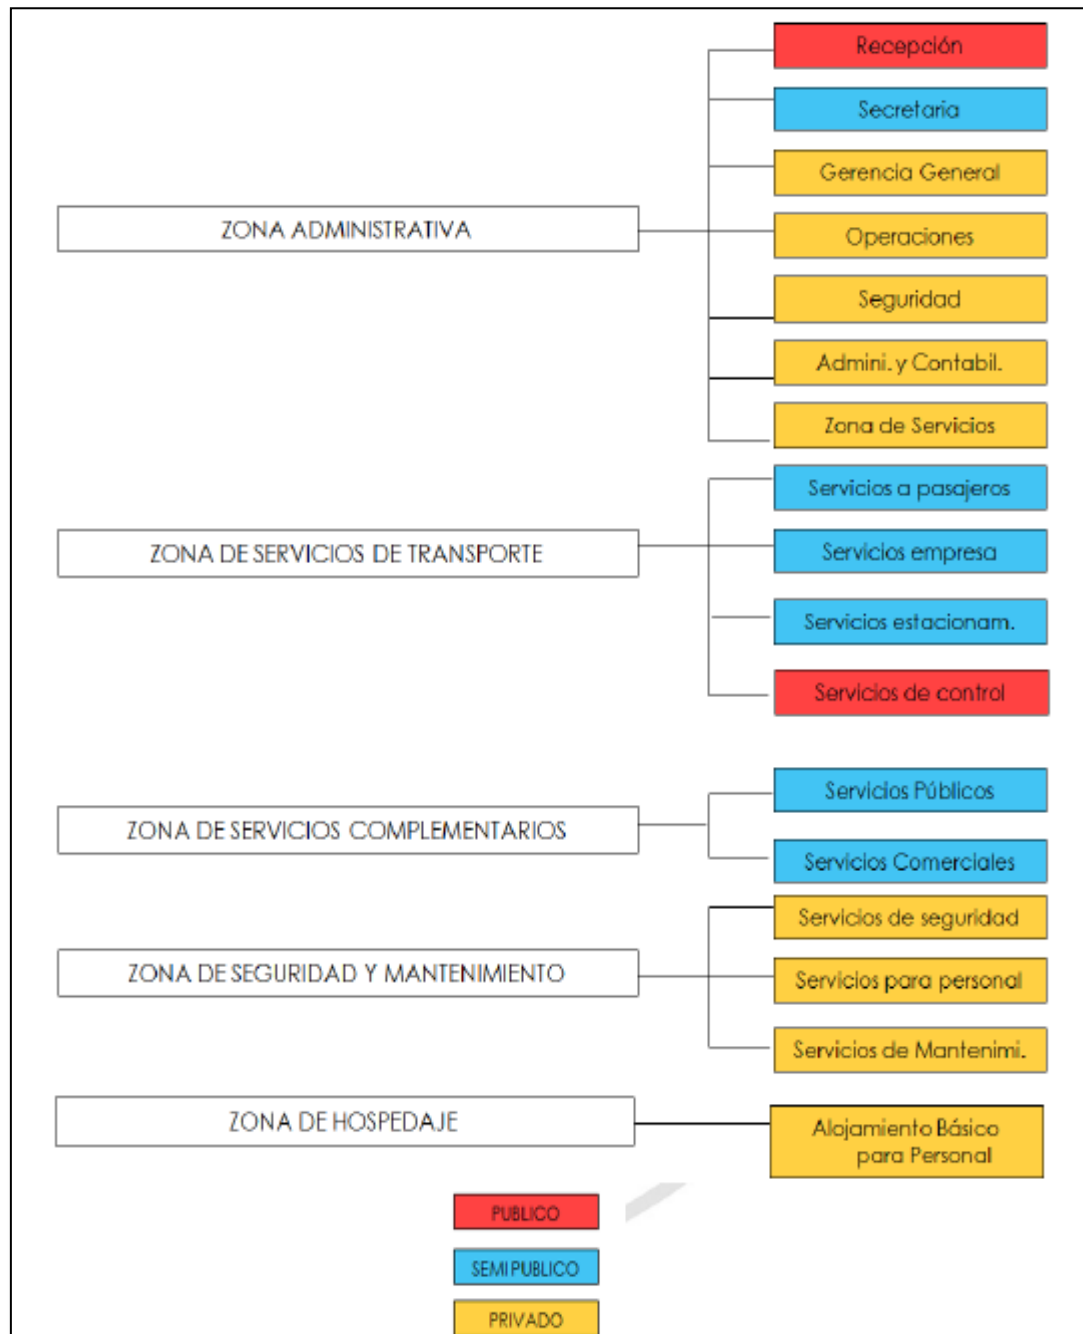 Recepción
Secretaria
Gerencia General
ZONA ADMINISTRATIVA
Operaciones
Seguridad
Admini. y Contabil.
Zona de Servicios
Servicios a pasajeros
ZONA DE SERVICIOS DE TRANSPORTE
Servicios empresa
Servicios estacionam.
Servicios de control
Servicios Públicos
ZONA DE SERVICIOS COMPLEMENTARIOS
Servicios Comerciales
Servicios de seguridad
ZONA DE SEGURIDAD Y MANTENIMIENTO
Servicios para personal
Servicios de Mantenimi.
ZONA DE HOSPEDAJE
Alojamiento Básico
para Personal
PUBLICO
SEMIPUBLICO
PRIVADO